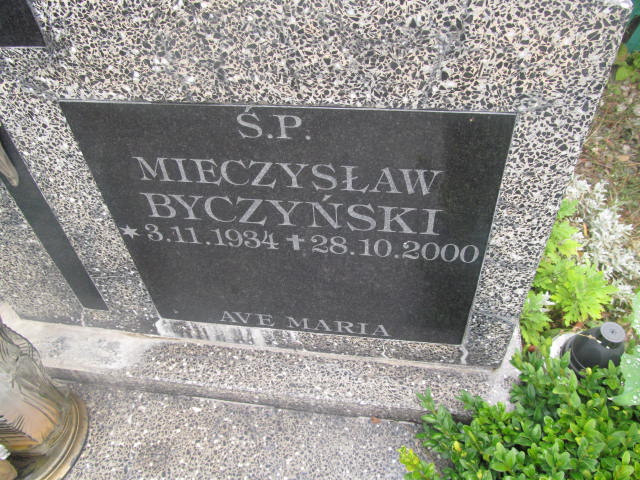 Ś.P.
MIECZYSŁAW
BYCZYŃSKI
* 3.11.1934 ✝ 28.10.2000
AVE MARIA